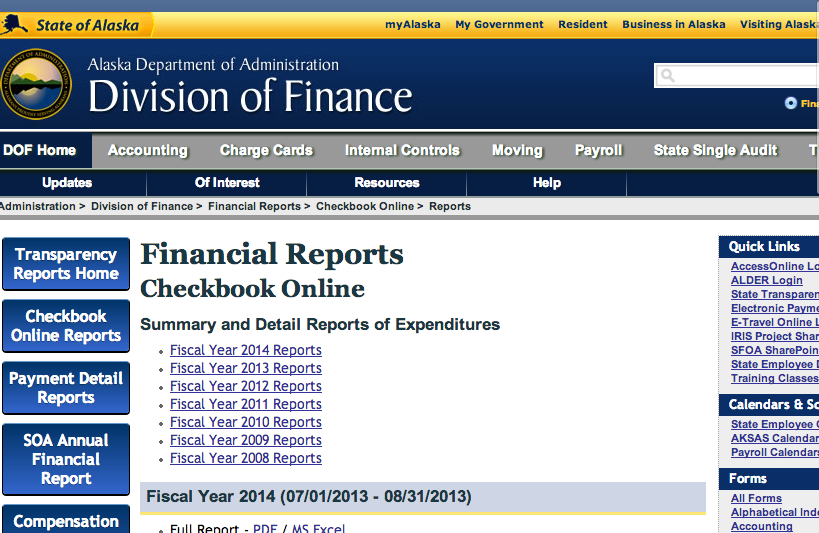 State of Alaska
myAlaska My Government Resident Business in Alaska Visiting Alaska
Alaska Department of Administration
Division of Finance
DOF Home Accounting Charge Cards Internal Controls Moving Payroll State Single Audit T
Updates Of Interest Resources Help
Administration > Division of Finance > Financial Reports > Checkbook Online > Reports
Transparency
Reports Home
Checkbook
Online Reports
Payment Detail
Reports
SOA Annual
Financial
Report
Compensation
Financial Reports
Checkbook Online
Summary and Detail Reports of Expenditures
Fiscal Year 2014 Reports
Fiscal Year 2013 Reports
Fiscal Year 2012 Reports
Fiscal Year 2011 Reports
Fiscal Year 2010 Reports
Fiscal Year 2009 Reports
Fiscal Year 2008 Reports
Fiscal Year 2014 (07/01/2013 - 08/31/2013)
Full Report - PDF / MS Excel
Quick Links
AccessOnline Lo
ALDER Login
State Transparen
Electronic Payme
E-Travel Online L
IRIS Project Shar
SFOA SharePoin
State Employee D
Training Classes
Calendars & Sc
State Employee C
AKSAS Calendar
Payroll Calendars
Forms
All Forms
Alphabetical Inde
Accounting